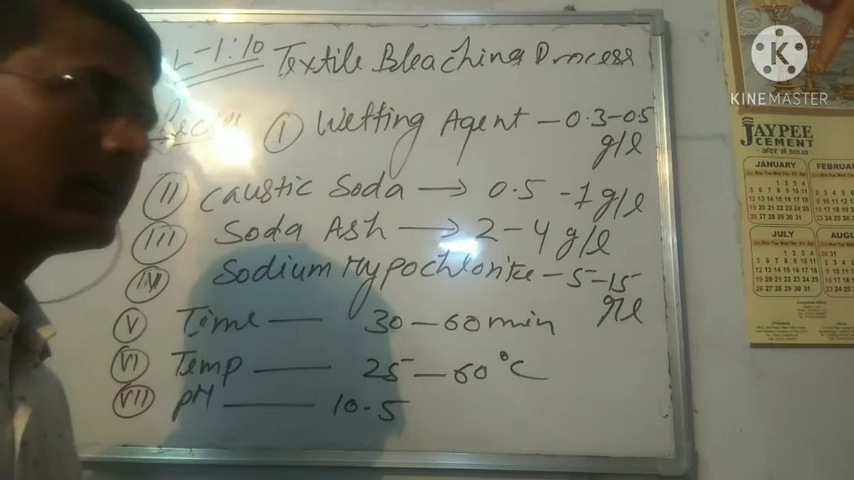 L-1:10 Textile Bleaching Process
① Wetting Agent - 0.3-0.5
g/l
II Caustic Soda → 0.5 - 1 g/l
III Soda Ash → 2 - 4 g/l
IV Sodium Hypochlorite - 5-15
g/l
V Time — 30 - 60 min
VI Temp — 25 - 60°C
VII pH — 10.5
KINEMASTER
JAYPEE
CEMENT
JANUARY
FEBRUAR
JULY
AUGU